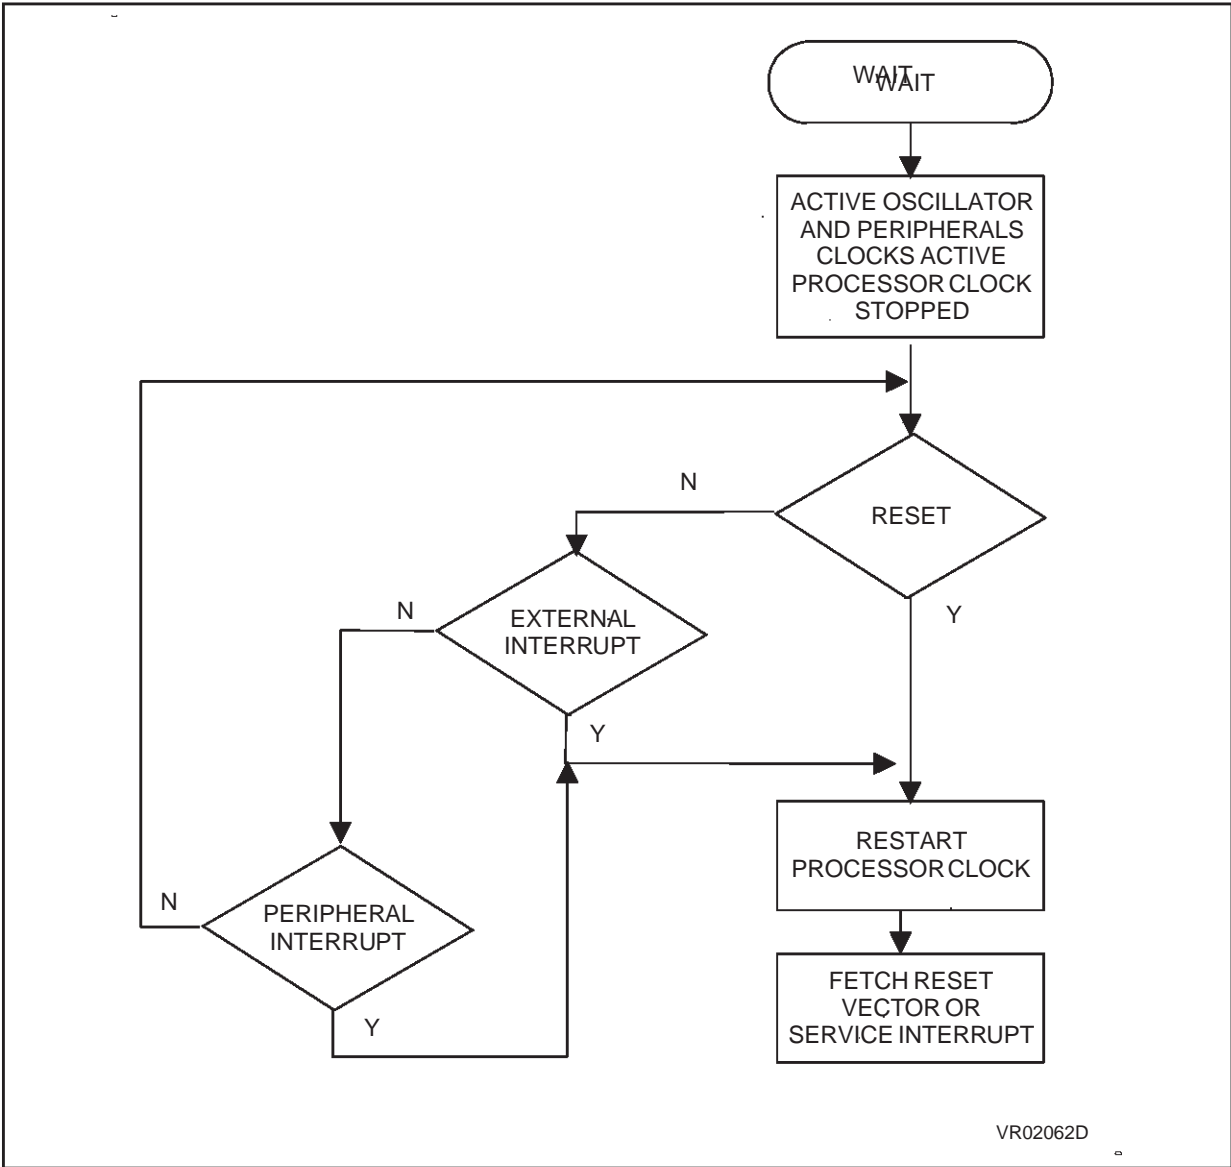 WAIT
WAIT
ACTIVE OSCILLATOR
AND PERIPHERALS
CLOCKS ACTIVE
PROCESSOR CLOCK
STOPPED
N
RESET
N
EXTERNAL
INTERRUPT
Y
Y
RESTART
PROCESSOR CLOCK
N
PERIPHERAL
INTERRUPT
FETCH RESET
VECTOR OR
SERVICE INTERRUPT
Y
VR02062D